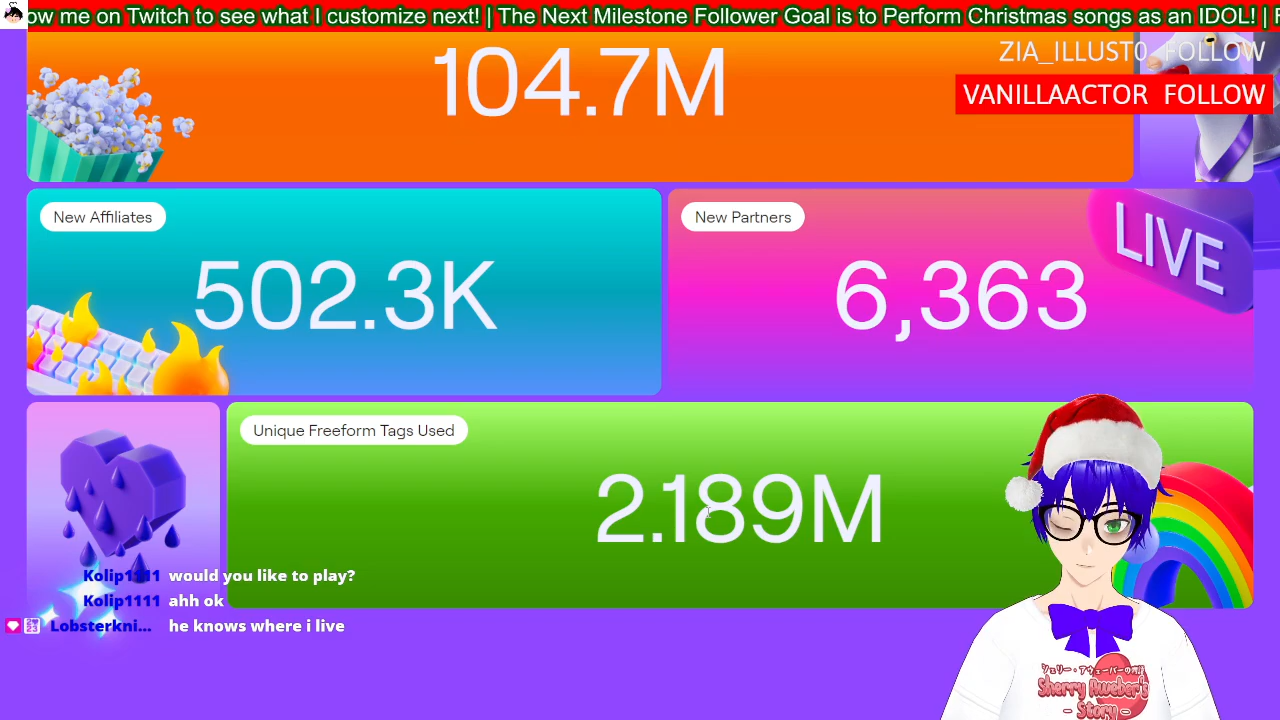 ow me on Twitch to see what I customize next! | The Next Milestone Follower Goal is to Perform Christmas songs as an IDOL! | F
104.7M
ZIA_ILLUST0 FOLLOW
VANILLAACTOR FOLLOW
New Affiliates
502.3K
New Partners
6,363
LIVE
Unique Freeform Tags Used
2.189M
Kolip1111 would you like to play?
Kolip1111 ahh ok
Lobsterkni... he knows where i live
Sherry Aweber's
- Story -